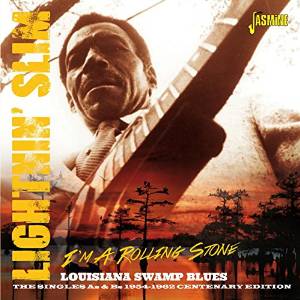 JASMINE
LIGHTNIN' SLIM
I'M A ROLLING STONE
LOUISIANA SWAMP BLUES
THE SINGLES As & Bs 1954-1962 CENTENARY EDITION